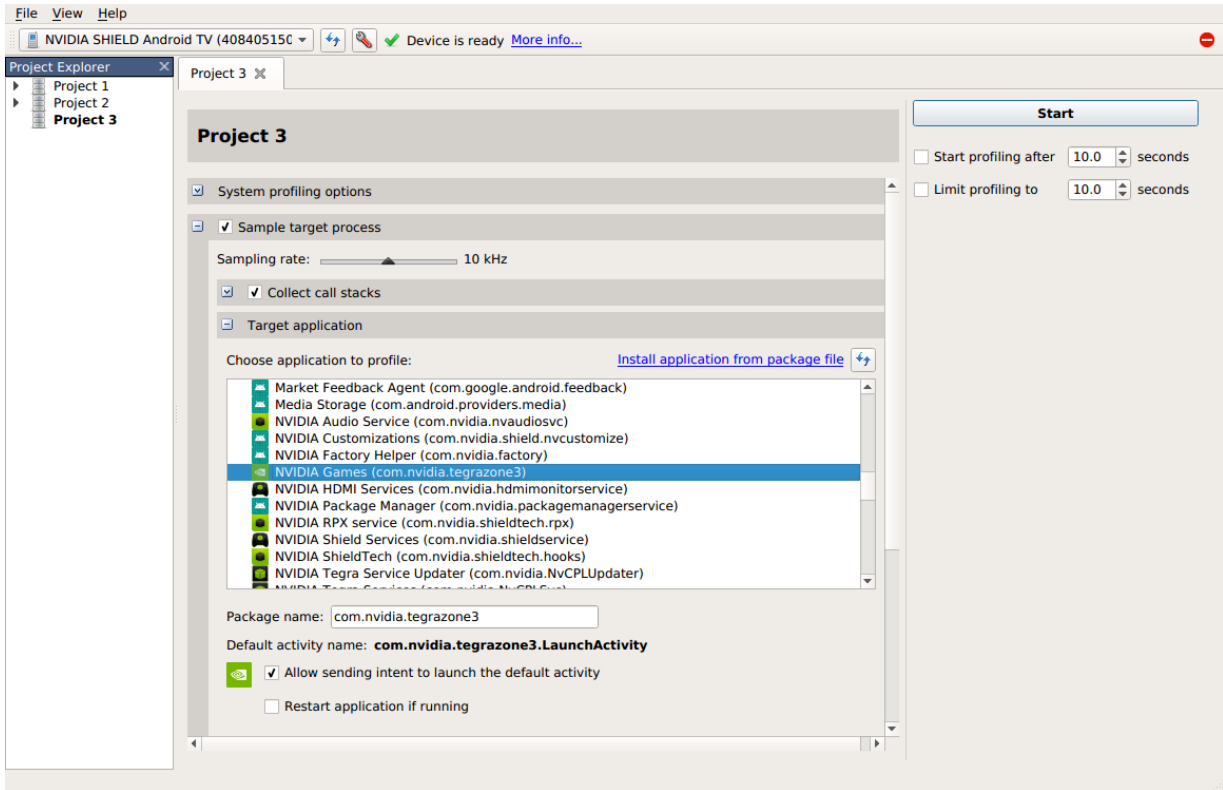 File View Help
NVIDIA SHIELD Android TV (40840515C Device is ready More info...
Project Explorer
Project 1
Project 2
Project 3
Project 3
Project 3
System profiling options
Sample target process
Sampling rate: 10 kHz
Collect call stacks
Target application
Choose application to profile: Install application from package file
Market Feedback Agent (com.google.android.feedback)
Media Storage (com.android.providers.media)
NVIDIA Audio Service (com.nvidia.nvaudiosvc)
NVIDIA Customizations (com.nvidia.shield.nvcustomize)
NVIDIA Factory Helper (com.nvidia.factory)
NVIDIA Games (com.nvidia.tegrazone3)
NVIDIA HDMI Services (com.nvidia.hdmimonitorservice)
NVIDIA Package Manager (com.nvidia.packagemanagerservice)
NVIDIA RPX service (com.nvidia.shieldtech.rpx)
NVIDIA Shield Services (com.nvidia.shieldservice)
NVIDIA ShieldTech (com.nvidia.shieldtech.hooks)
NVIDIA Tegra Service Updater (com.nvidia.NvCPLUpdater)
NVIDIA Tegra Services (com.nvidia.NvCPLSvc)
Package name: com.nvidia.tegrazone3
Default activity name: com.nvidia.tegrazone3.LaunchActivity
Allow sending intent to launch the default activity
Restart application if running
Start
Start profiling after 10.0 seconds
Limit profiling to 10.0 seconds